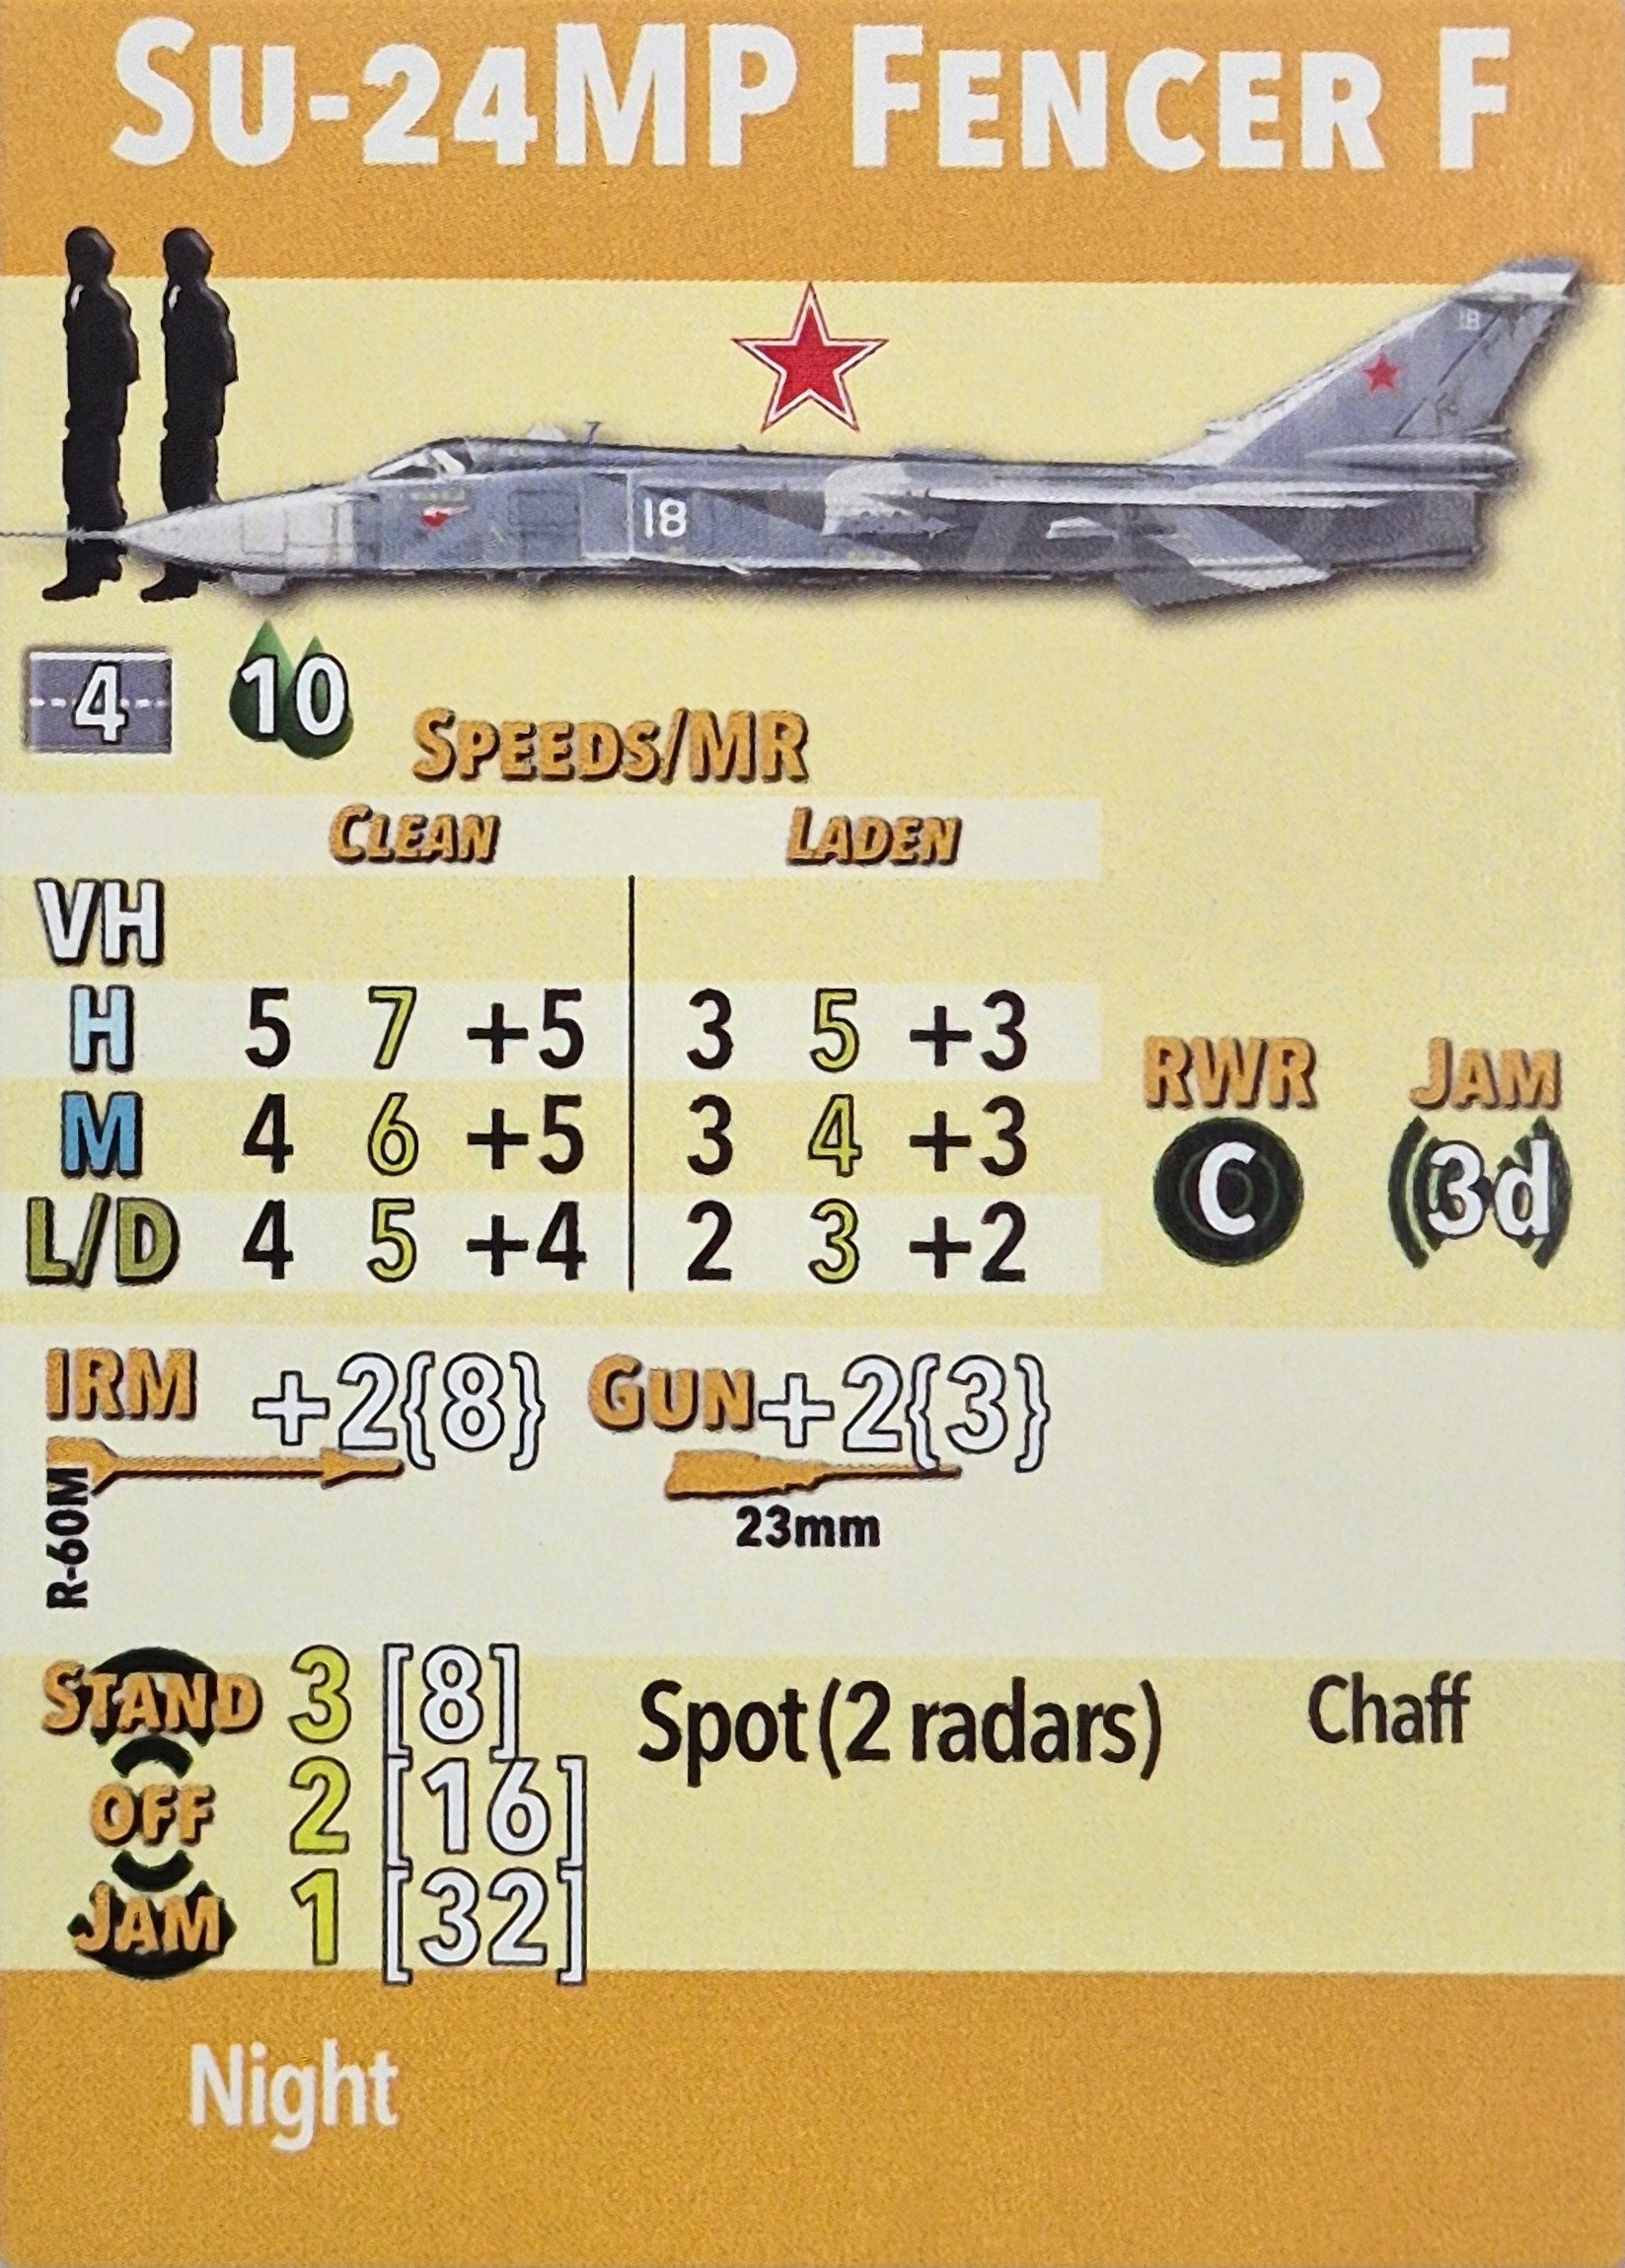 SU-24MP FENCER F
18
18
4 10
SPEEDS/MR
CLEAN LADEN
VH
H 5 7 +5 3 5 +3
M 4 6 +5 3 4 +3
L/D 4 5 +4 2 3 +2
RWR JAM
C 3d
IRM +2{8} GUN +2{3}
R-60M
23mm
STAND 3 [8] Spot (2 radars) Chaff
OFF 2 [16]
JAM 1 [32]
Night